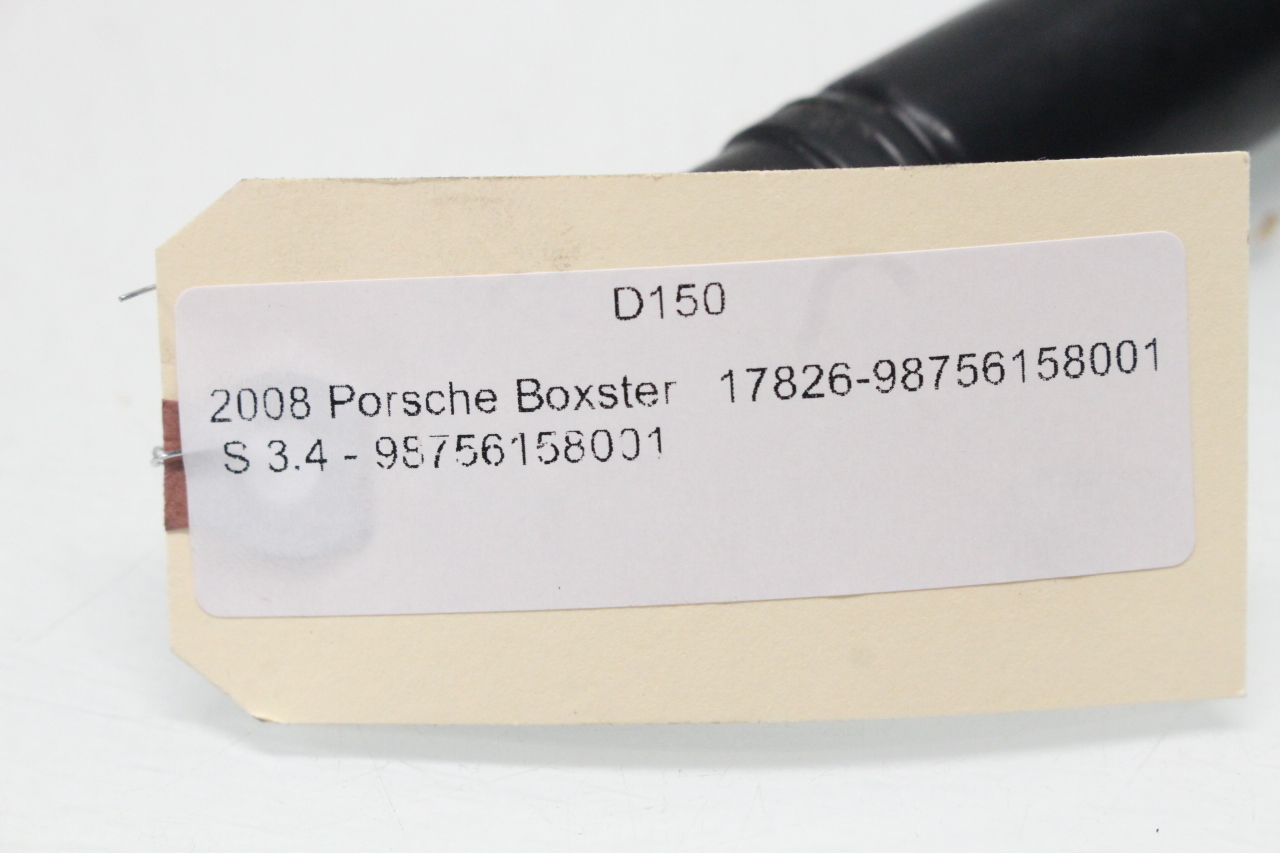 D150
2008 Porsche Boxster 17826-98756158001
S 3.4 - 98756158001